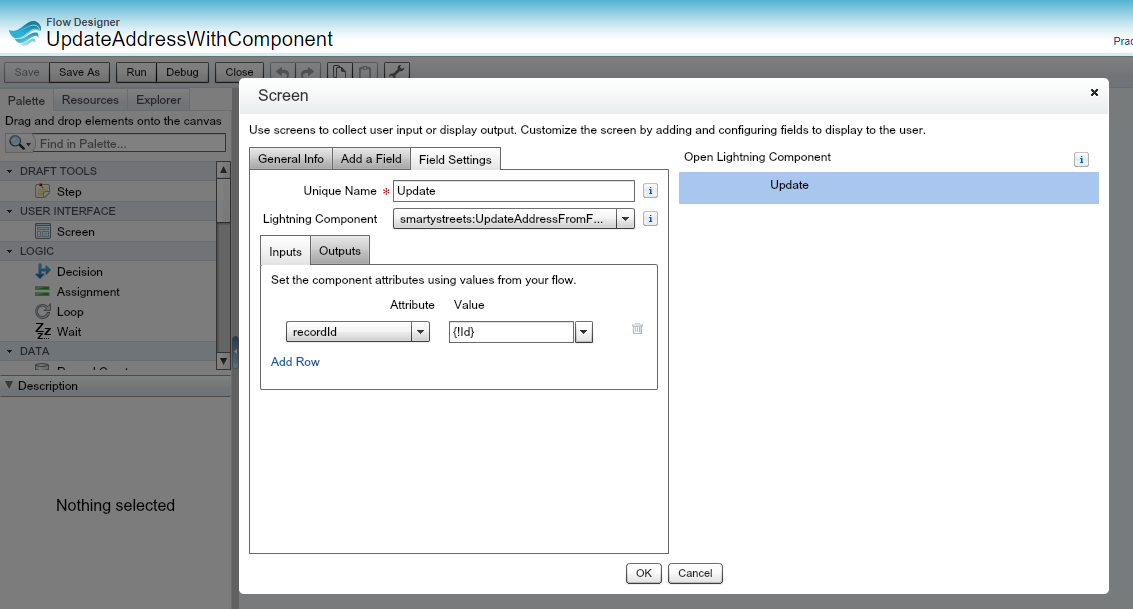 Flow Designer
UpdateAddressWithComponent
Save Save As Run Debug Close
Palette Resources Explorer
Drag and drop elements onto the canvas
Find in Palette...
DRAFT TOOLS
Step
USER INTERFACE
Screen
LOGIC
Decision
Assignment
Loop
Wait
DATA
Description
Nothing selected
Screen
Use screens to collect user input or display output. Customize the screen by adding and configuring fields to display to the user.
General Info Add a Field Field Settings
Unique Name * Update
Lightning Component smartystreets:UpdateAddressFromF...
Inputs Outputs
Set the component attributes using values from your flow.
Attribute Value
recordId {!Id}
Add Row
Open Lightning Component
Update
OK Cancel